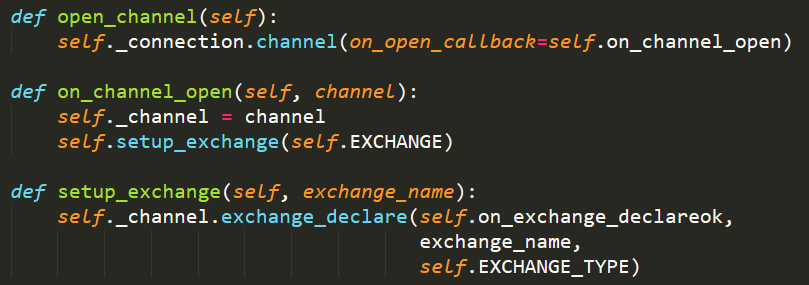 def open_channel(self):
    self._connection.channel(on_open_callback=self.on_channel_open)

def on_channel_open(self, channel):
    self._channel = channel
    self.setup_exchange(self.EXCHANGE)

def setup_exchange(self, exchange_name):
    self._channel.exchange_declare(self.on_exchange_declareok,
                                   exchange_name,
                                   self.EXCHANGE_TYPE)